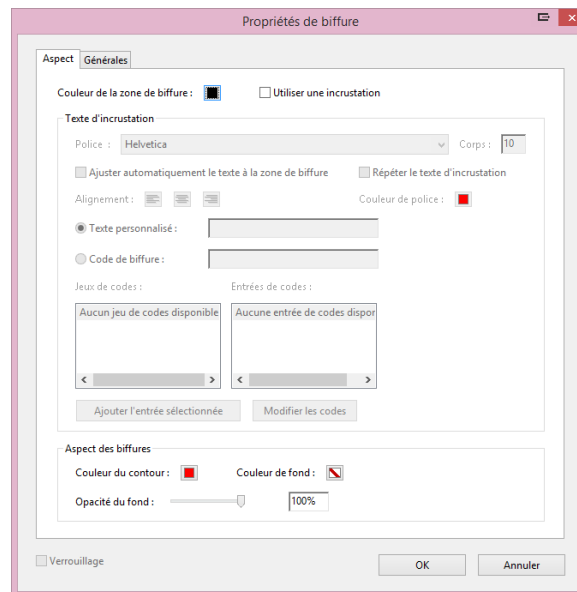 Propriétés de biffure
Aspect Générales
Couleur de la zone de biffure : Utiliser une incrustation
Texte d'incrustation
Police : Helvetica Corps : 10
Ajuster automatiquement le texte à la zone de biffure Répéter le texte d'incrustation
Alignement : Couleur de police :
Texte personnalisé :
Code de biffure :
Jeux de codes : Entrées de codes :
Aucun jeu de codes disponible Aucune entrée de codes dispor
Ajouter l'entrée sélectionnée Modifier les codes
Aspect des biffures
Couleur du contour : Couleur de fond :
Opacité du fond : 100%
Verrouillage OK Annuler